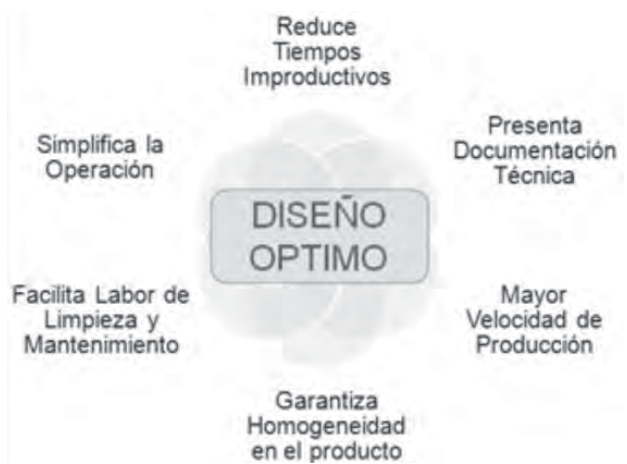 Reduce
Tiempos
Improductivos
Presenta
Documentación
Técnica
Mayor
Velocidad de
Producción
Garantiza
Homogeneidad
en el producto
Facilita Labor de
Limpieza y
Mantenimiento
Simplifica la
Operación
DISEÑO
OPTIMO